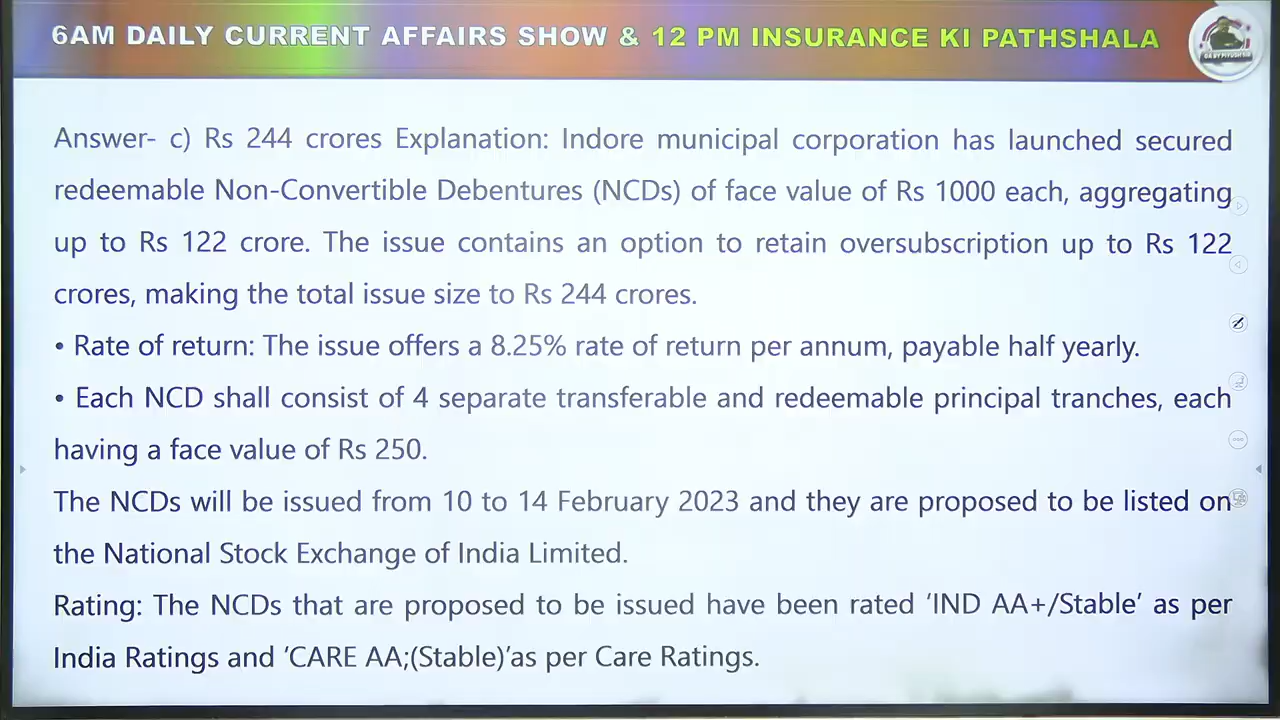 6AM DAILY CURRENT AFFAIRS SHOW & 12 PM INSURANCE KI PATHSHALA
GA BY PIYUSH SIR
Answer- c) Rs 244 crores Explanation: Indore municipal corporation has launched secured
redeemable Non-Convertible Debentures (NCDs) of face value of Rs 1000 each, aggregating
up to Rs 122 crore. The issue contains an option to retain oversubscription up to Rs 122
crores, making the total issue size to Rs 244 crores.
• Rate of return: The issue offers a 8.25% rate of return per annum, payable half yearly.
• Each NCD shall consist of 4 separate transferable and redeemable principal tranches, each
having a face value of Rs 250.
The NCDs will be issued from 10 to 14 February 2023 and they are proposed to be listed on
the National Stock Exchange of India Limited.
Rating: The NCDs that are proposed to be issued have been rated ‘IND AA+/Stable’ as per
India Ratings and ‘CARE AA;(Stable)’as per Care Ratings.